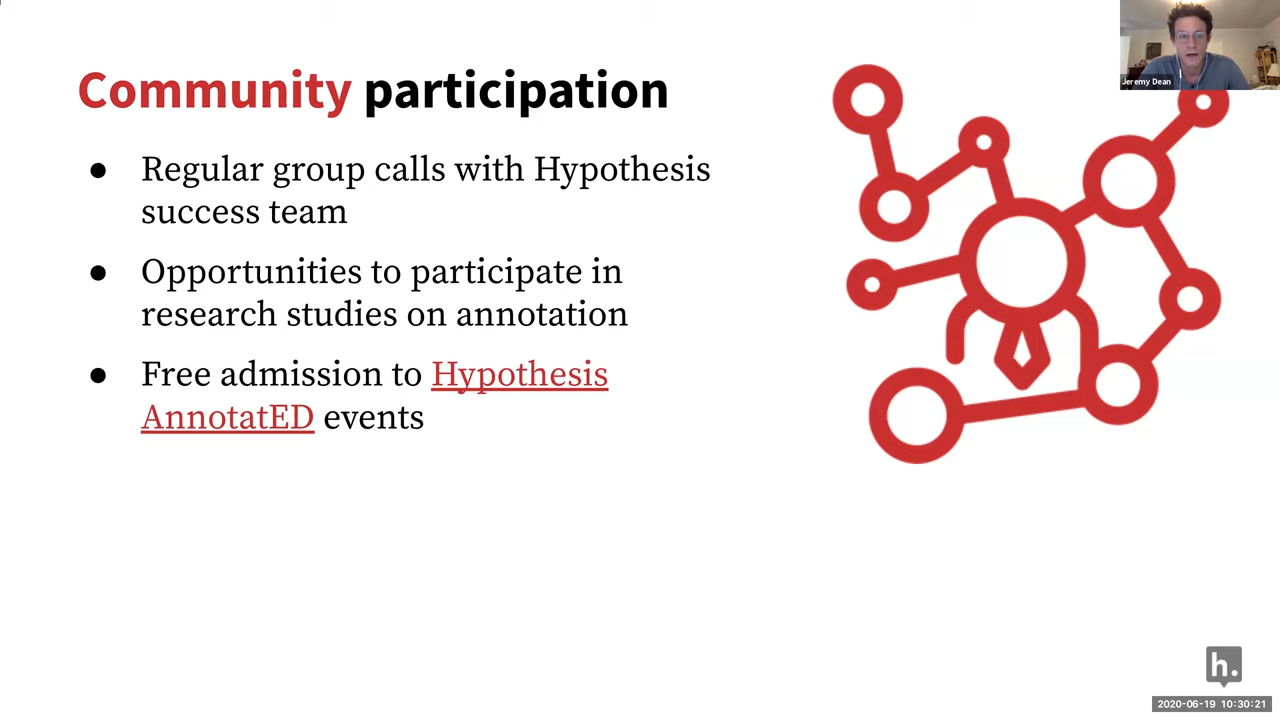 Jeremy Dean
Community participation
● Regular group calls with Hypothesis
success team
● Opportunities to participate in
research studies on annotation
● Free admission to Hypothesis
AnnotatED events
h.
2020-06-19 10:30:21